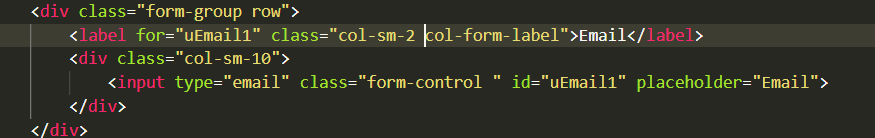 <div class="form-group row">
<label for="uEmail1" class="col-sm-2 col-form-label">Email</label>
<div class="col-sm-10">
<input type="email" class="form-control " id="uEmail1" placeholder="Email">
</div>
</div>